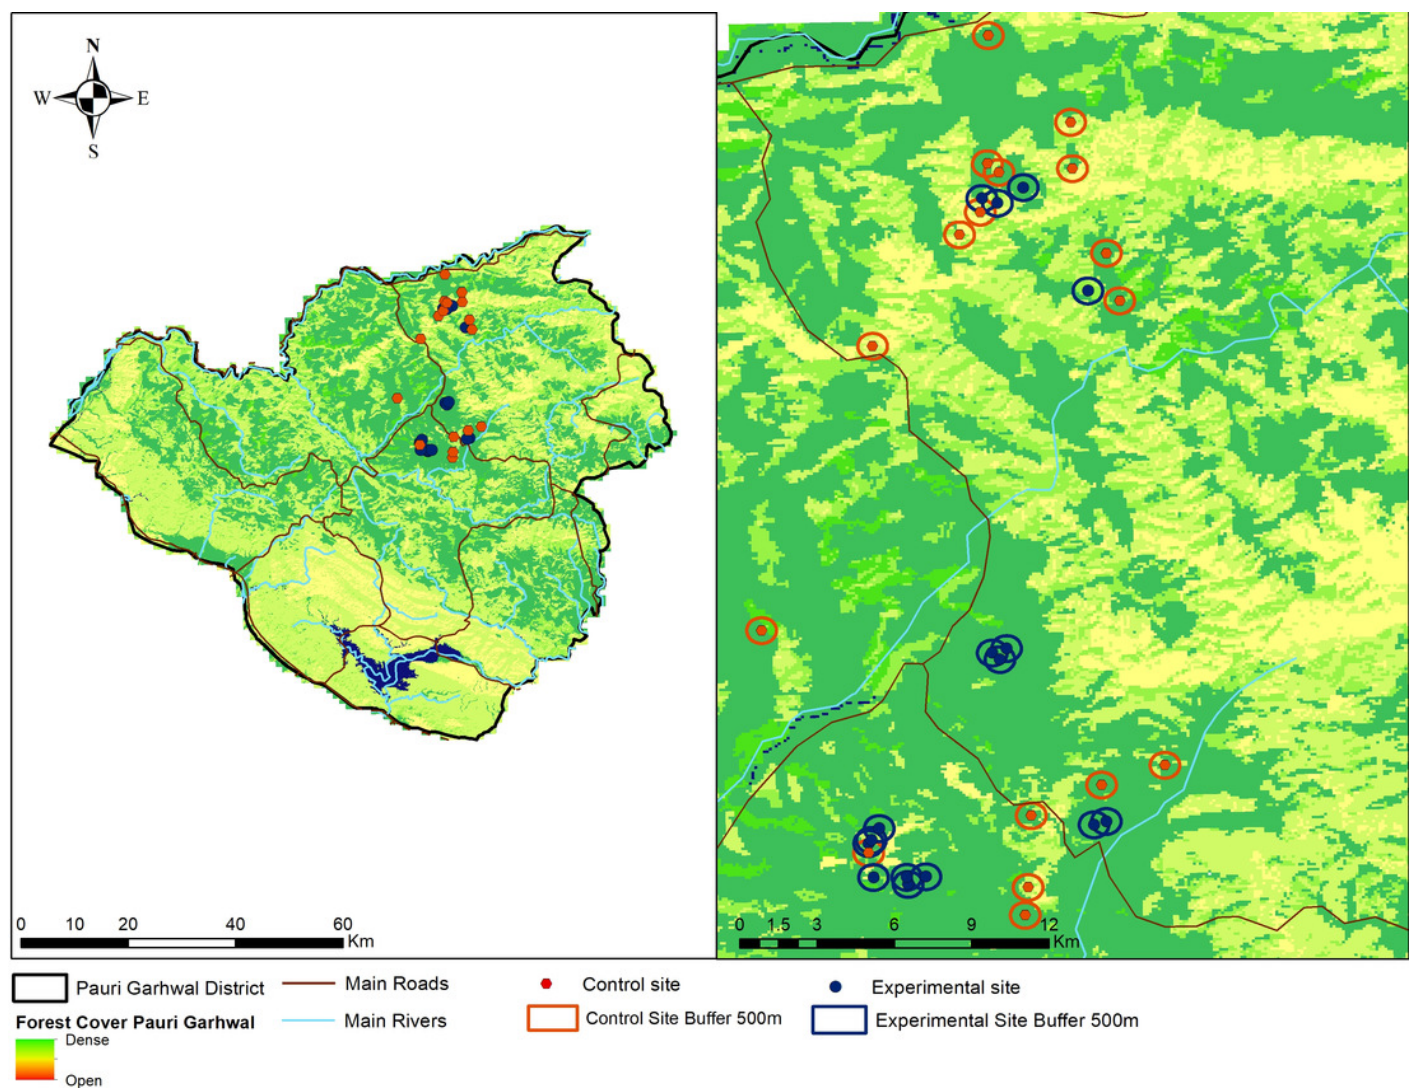 N
W E
S
0 20 40 60
Km
0 1.5 3 6 9 12
Km
Pauri Garhwal District
Main Roads
Control site
Experimental site
Forest Cover Pauri Garhwal
Main Rivers
Control Site Buffer 500m
Experimental Site Buffer 500m
Dense
Open